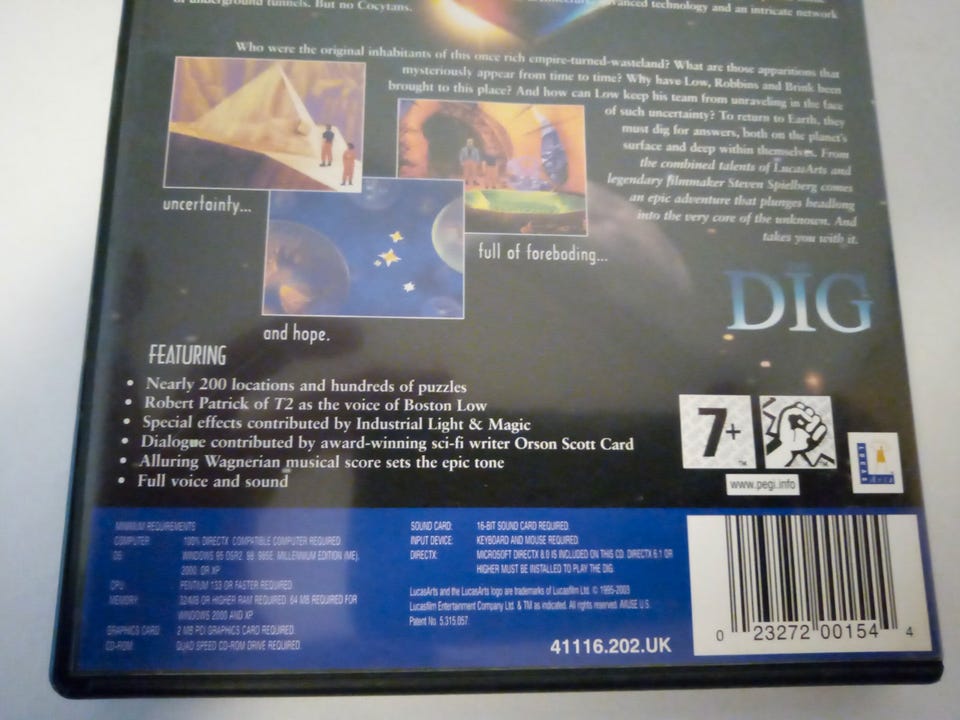 of underground tunnels. But no Cocytans.
advanced technology and an intricate network
Who were the original inhabitants of this once rich empire-turned-wasteland? What are those apparitions that
mysteriously appear from time to time? Why have Low, Robbins and Brink been
brought to this place? And how can Low keep his team from unraveling in the face
of such uncertainty? To return to Earth, they
must dig for answers, both on the planet's
surface and deep within themselves. From
the combined talents of LucasArts and
legendary filmmaker Steven Spielberg comes
an epic adventure that plunges headlong
into the very core of the unknown. And
takes you with it.
uncertainty...
full of foreboding...
and hope.
THE DIG
FEATURING
• Nearly 200 locations and hundreds of puzzles
• Robert Patrick of T2 as the voice of Boston Low
• Special effects contributed by Industrial Light & Magic
• Dialogue contributed by award-winning sci-fi writer Orson Scott Card
• Alluring Wagnerian musical score sets the epic tone
• Full voice and sound
7+
www.pegi.info
LUCAS
Arts
MINIMUM REQUIREMENTS
COMPUTER 100% DIRECTX COMPATIBLE COMPUTER REQUIRED
OS: WINDOWS 95 OSR2, 98, 98SE, MILLENNIUM EDITION (ME),
2000, OR XP
CPU: PENTIUM 133 OR FASTER REQUIRED
MEMORY: 32MB OR HIGHER RAM REQUIRED. 64 MB REQUIRED FOR
WINDOWS 2000 AND XP
GRAPHICS CARD: 2 MB PCI GRAPHICS CARD REQUIRED
CD-ROM: QUAD SPEED CD-ROM DRIVE REQUIRED.
SOUND CARD: 16-BIT SOUND CARD REQUIRED.
INPUT DEVICE: KEYBOARD AND MOUSE REQUIRED.
DIRECTX: MICROSOFT DIRECTX 8.0 IS INCLUDED ON THIS CD. DIRECTX 6.1 OR
HIGHER MUST BE INSTALLED TO PLAY THE DIG.
LucasArts and the LucasArts logo are trademarks of Lucasfilm Ltd. © 1995-2003
Lucasfilm Entertainment Company Ltd. & TM as indicated. All rights reserved. iMUSE U.S.
Patent No. 5,315,057.
41116.202.UK
0 23272 00154 4